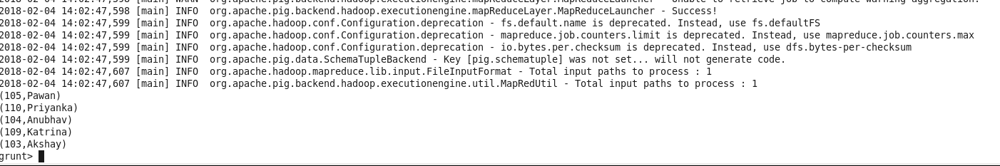 2018-02-04 14:02:47,598 [main] WARN  org.apache.pig.backend.hadoop.executionengine.mapReduceLayer.MapReduceLauncher - Unable to retrieve job to compute warning aggregation.
2018-02-04 14:02:47,598 [main] INFO  org.apache.pig.backend.hadoop.executionengine.mapReduceLayer.MapReduceLauncher - Success!
2018-02-04 14:02:47,599 [main] INFO  org.apache.hadoop.conf.Configuration.deprecation - fs.default.name is deprecated. Instead, use fs.defaultFS
2018-02-04 14:02:47,599 [main] INFO  org.apache.hadoop.conf.Configuration.deprecation - mapreduce.job.counters.limit is deprecated. Instead, use mapreduce.job.counters.max
2018-02-04 14:02:47,599 [main] INFO  org.apache.hadoop.conf.Configuration.deprecation - io.bytes.per.checksum is deprecated. Instead, use dfs.bytes-per-checksum
2018-02-04 14:02:47,599 [main] INFO  org.apache.pig.data.SchemaTupleBackend - Key [pig.schematuple] was not set... will not generate code.
2018-02-04 14:02:47,607 [main] INFO  org.apache.hadoop.mapreduce.lib.input.FileInputFormat - Total input paths to process : 1
2018-02-04 14:02:47,607 [main] INFO  org.apache.pig.backend.hadoop.executionengine.util.MapRedUtil - Total input paths to process : 1
(105,Pawan)
(110,Priyanka)
(104,Anubhav)
(109,Katrina)
(103,Akshay)
grunt>